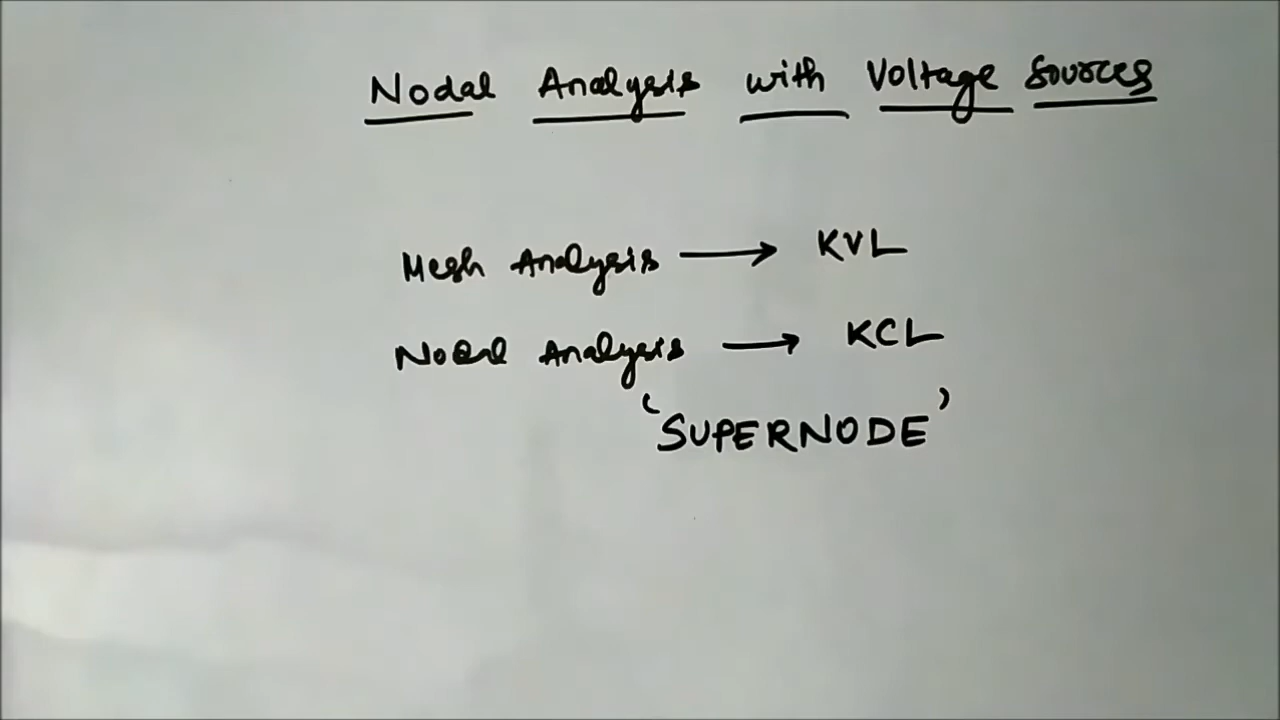 Nodal Analysis with Voltage Sources
Mesh Analysis → KVL
Nodal Analysis → KCL
'SUPERNODE'